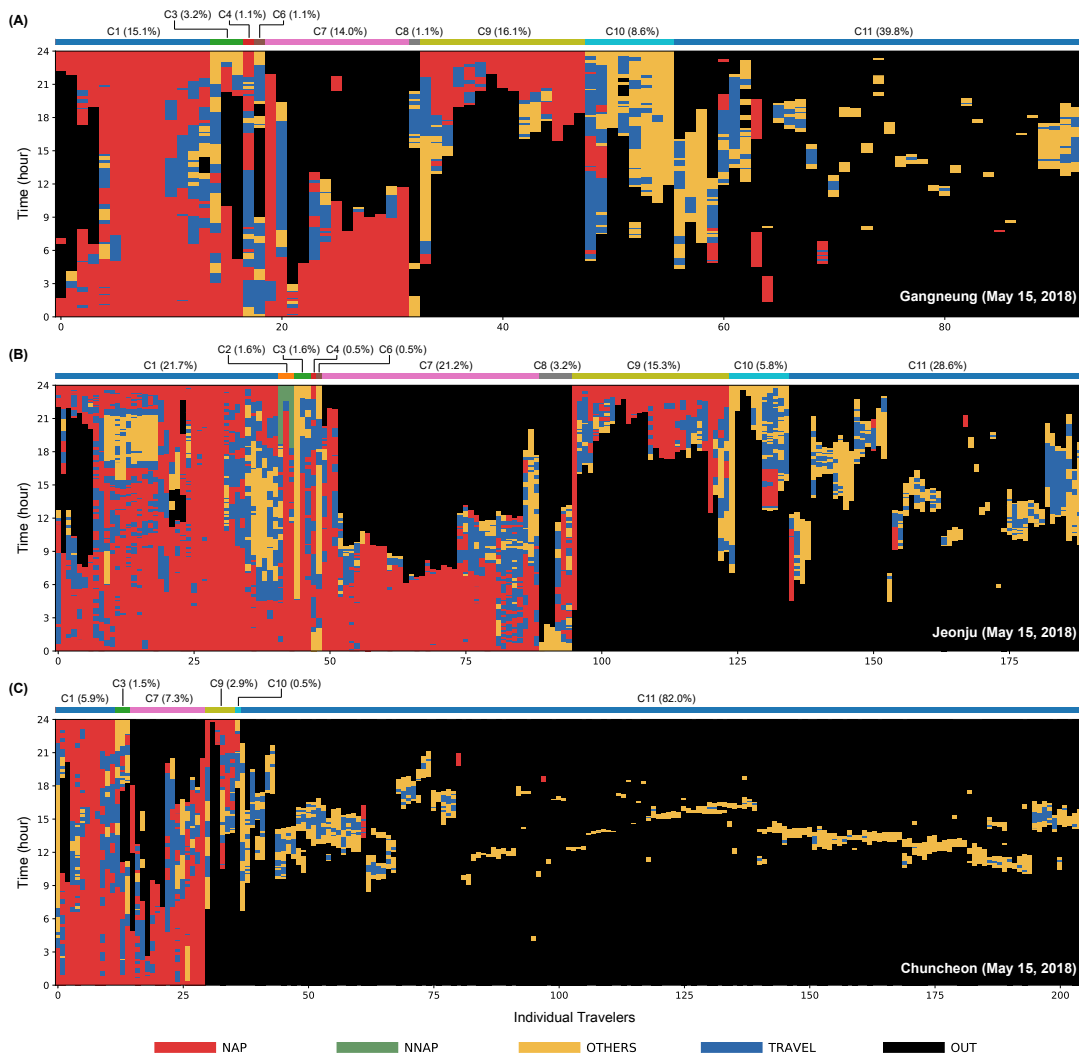 (A)
C3 (3.2%) C4 (1.1%) C6 (1.1%)
C1 (15.1%) C7 (14.0%) C8 (1.1%) C9 (16.1%) C10 (8.6%) C11 (39.8%)
24
21
18
15
12
9
6
3
0
Time (hour)
Gangneung (May 15, 2018)
0 20 40 60 80
(B)
C2 (1.6%) C3 (1.6%) C4 (0.5%) C6 (0.5%)
C1 (21.7%) C7 (21.2%) C8 (3.2%) C9 (15.3%) C10 (5.8%) C11 (28.6%)
24
21
18
15
12
9
6
3
0
Time (hour)
Jeonju (May 15, 2018)
0 25 50 75 100 125 150 175
(C)
C3 (1.5%) C9 (2.9%) C10 (0.5%)
C1 (5.9%) C7 (7.3%) C11 (82.0%)
24
21
18
15
12
9
6
3
0
Time (hour)
Chuncheon (May 15, 2018)
0 25 50 75 100 125 150 175 200
Individual Travelers
NAP NNAP OTHERS TRAVEL OUT